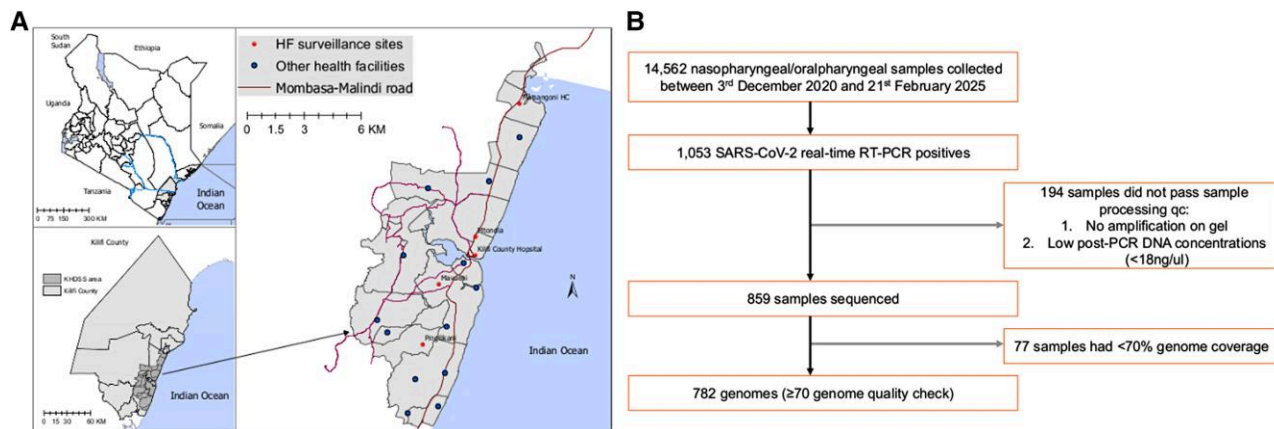 A
South
Sudan
Ethiopia
Uganda
Somalia
Tanzania
Indian
Ocean
0 75 150 300 KM
Kilifi County
KHDSS area
Kilifi County
Indian Ocean
0 15 30 60 KM
HF surveillance sites
Other health facilities
Mombasa-Malindi road
0 1.5 3 6 KM
Kilifi County Hospital
N
Indian Ocean
B
14,562 nasopharyngeal/oralpharyngeal samples collected
between 3rd December 2020 and 21st February 2025
1,053 SARS-CoV-2 real-time RT-PCR positives
194 samples did not pass sample
processing qc:
1. No amplification on gel
2. Low post-PCR DNA concentrations
(<18ng/ul)
859 samples sequenced
77 samples had <70% genome coverage
782 genomes (≥70 genome quality check)